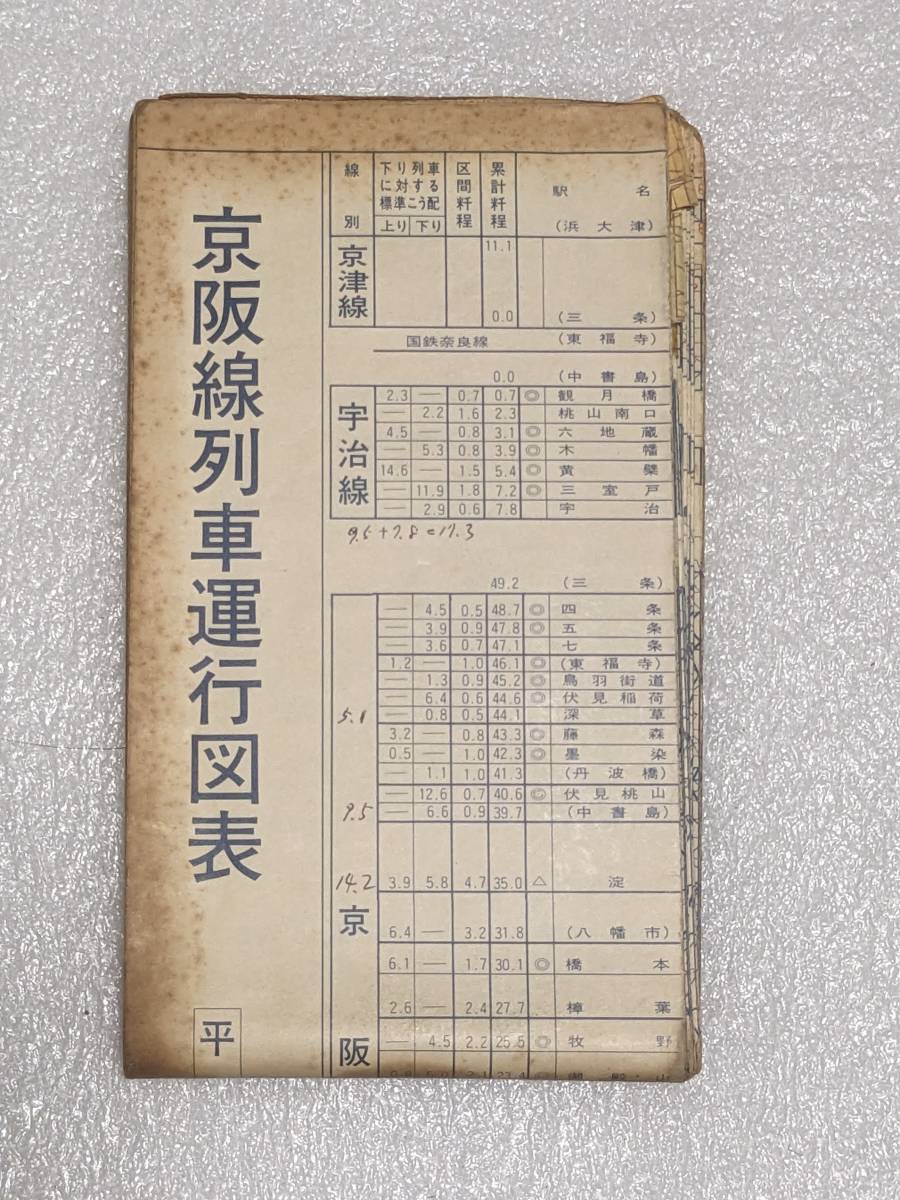 京阪線列車運行図表
平
線別 下り列車に対する標準こう配 上り 下り 区間粁程 累計粁程 駅名
(浜大津)
京津線
11.1
0.0 (三条)
国鉄奈良線 (東福寺)
0.0 (中書島)
宇治線
2.3 — 0.7 0.7 ◎ 観月橋
— 2.2 1.6 2.3 桃山南口
4.5 — 0.8 3.1 ◎ 六地蔵
— 5.3 0.8 3.9 ◎ 木幡
14.6 — 1.5 5.4 ◎ 黄檗
— 11.9 1.8 7.2 ◎ 三室戸
— 2.9 0.6 7.8 宇治
9.5+7.8=17.3
49.2 (三条)
— 4.5 0.5 48.7 ◎ 四条
— 3.9 0.9 47.8 ◎ 五条
— 3.6 0.7 47.1 七条
1.2 — 1.0 46.1 ◎ (東福寺)
— 1.3 0.9 45.2 ◎ 鳥羽街道
— 6.4 0.6 44.6 ◎ 伏見稲荷
5.1 — 0.8 0.5 44.1 深草
3.2 — 0.8 43.3 ◎ 藤森
0.5 — 1.0 42.3 ◎ 墨染
— 1.1 1.0 41.3 (丹波橋)
— 12.6 0.7 40.6 ◎ 伏見桃山
9.5 — 6.6 0.9 39.7 (中書島)
14.2 3.9 5.8 4.7 35.0 △ 淀
京阪
6.4 — 3.2 31.8 (八幡市)
6.1 — 1.7 30.1 ◎ 橋本
2.6 — 2.4 27.7 樟葉
— 4.5 2.2 25.5 ◎ 牧野